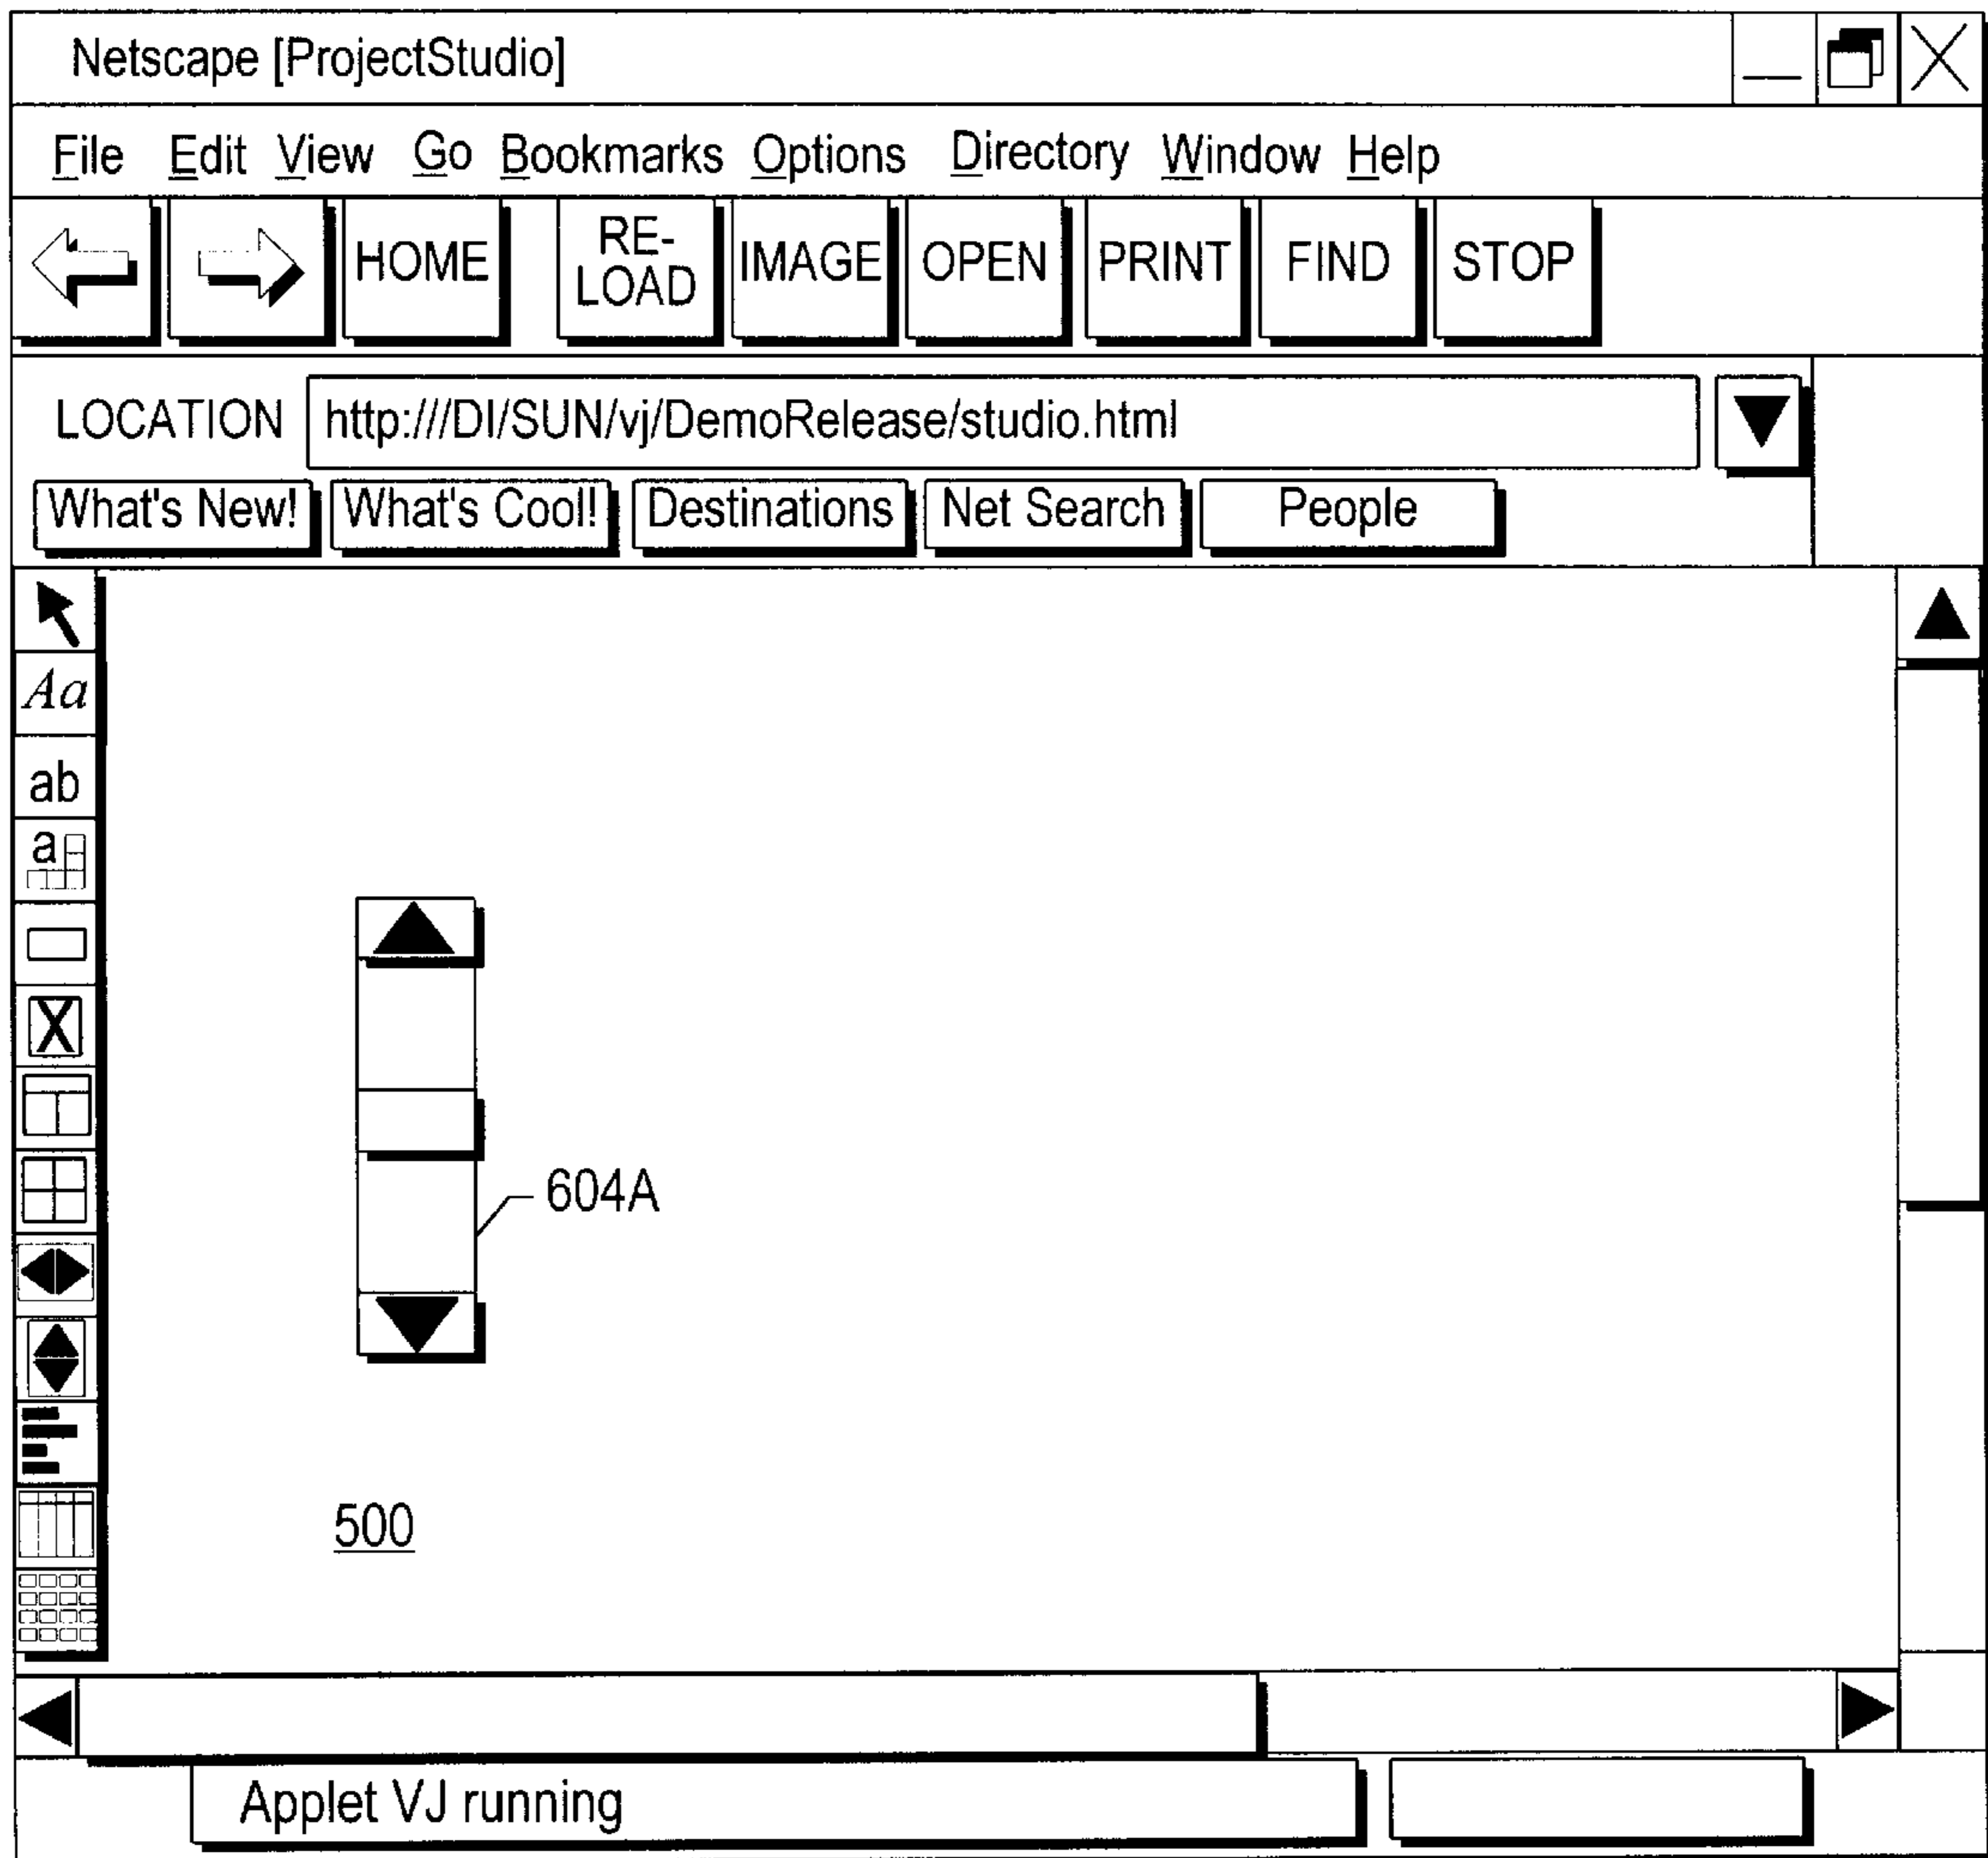 Netscape [ProjectStudio]
File Edit View Go Bookmarks Options Directory Window Help
HOME RE-LOAD IMAGE OPEN PRINT FIND STOP
LOCATION http:///DI/SUN/vj/DemoRelease/studio.html
What's New! What's Cool! Destinations Net Search People
Aa
ab
a
X
604A
500
Applet VJ running